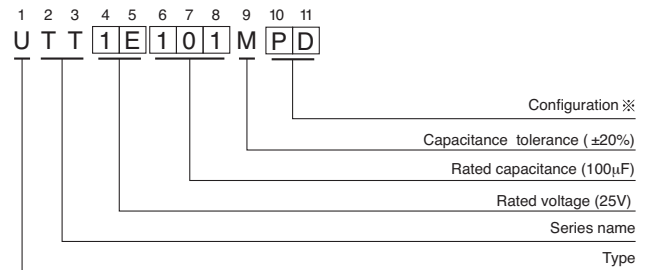 1 2 3 4 5 6 7 8 9 10 11
U T T 1 E 1 0 1 M P D
Configuration ※
Capacitance tolerance ( ±20%)
Rated capacitance (100µF)
Rated voltage (25V)
Series name
Type